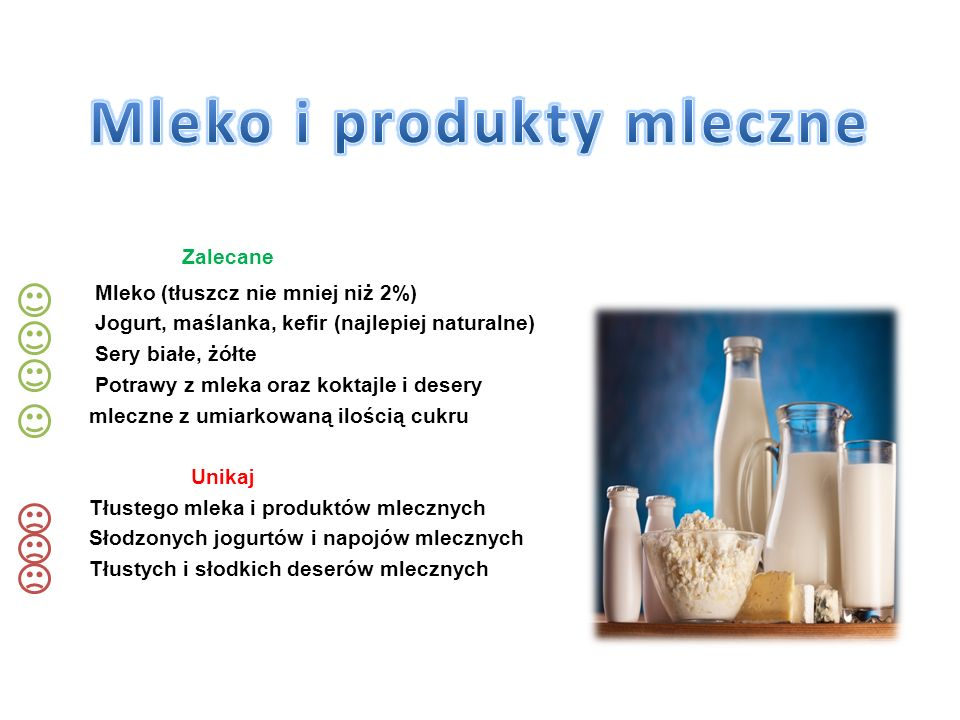 Mleko i produkty mleczne
Zalecane
Mleko (tłuszcz nie mniej niż 2%)
Jogurt, maślanka, kefir (najlepiej naturalne)
Sery białe, żółte
Potrawy z mleka oraz koktajle i desery
mleczne z umiarkowaną ilością cukru
Unikaj
Tłustego mleka i produktów mlecznych
Słodzonych jogurtów i napojów mlecznych
Tłustych i słodkich deserów mlecznych